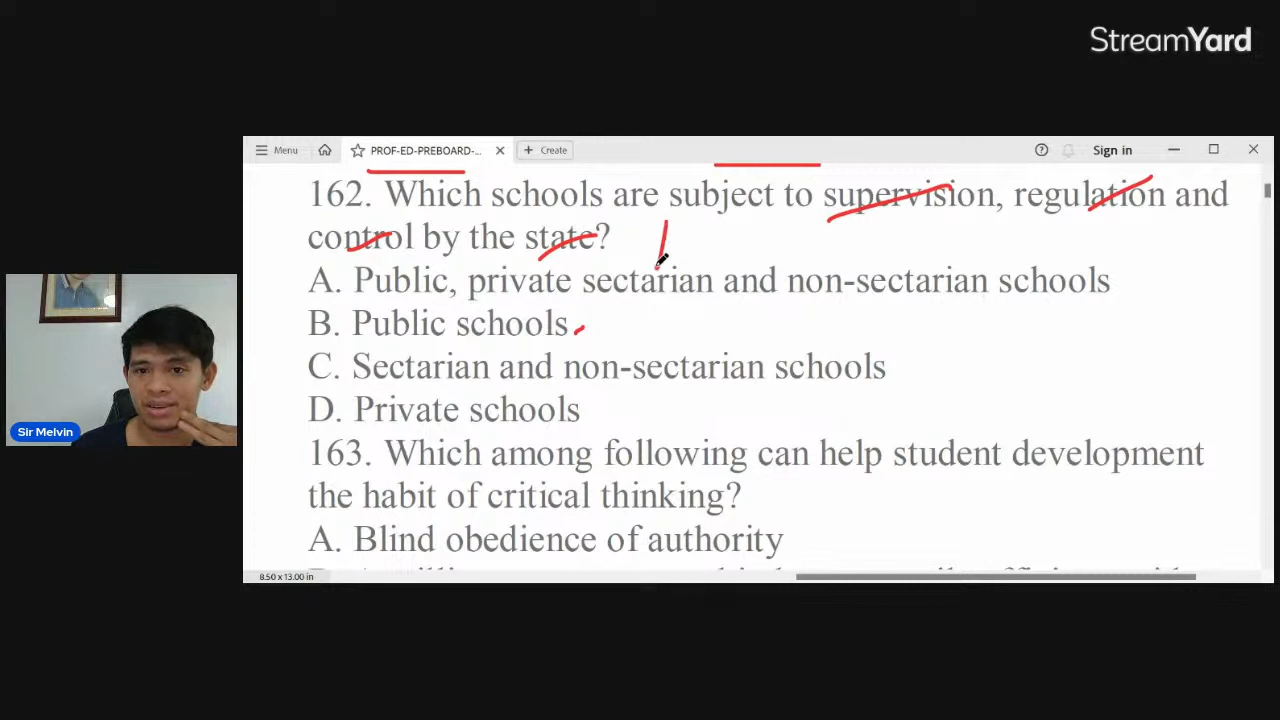 StreamYard
Menu
PROF-ED-PREBOARD-...
Create
Sign in
162. Which schools are subject to supervision, regulation and
control by the state?
A. Public, private sectarian and non-sectarian schools
B. Public schools
C. Sectarian and non-sectarian schools
D. Private schools
163. Which among following can help student development
the habit of critical thinking?
A. Blind obedience of authority
8.50 x 13.00 in
Sir Melvin